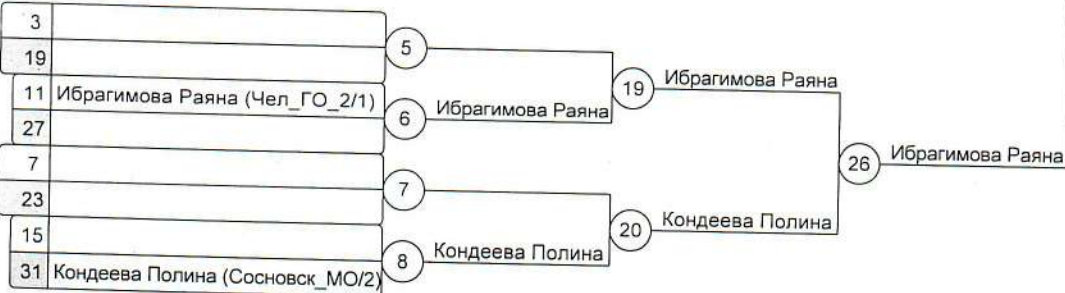 3
19
5
11 Ибрагимова Раяна (Чел_ГО_2/1)
27
6 Ибрагимова Раяна
19 Ибрагимова Раяна
7
23
7
15
31 Кондеева Полина (Сосновск_МО/2)
8 Кондеева Полина
20 Кондеева Полина
26 Ибрагимова Раяна